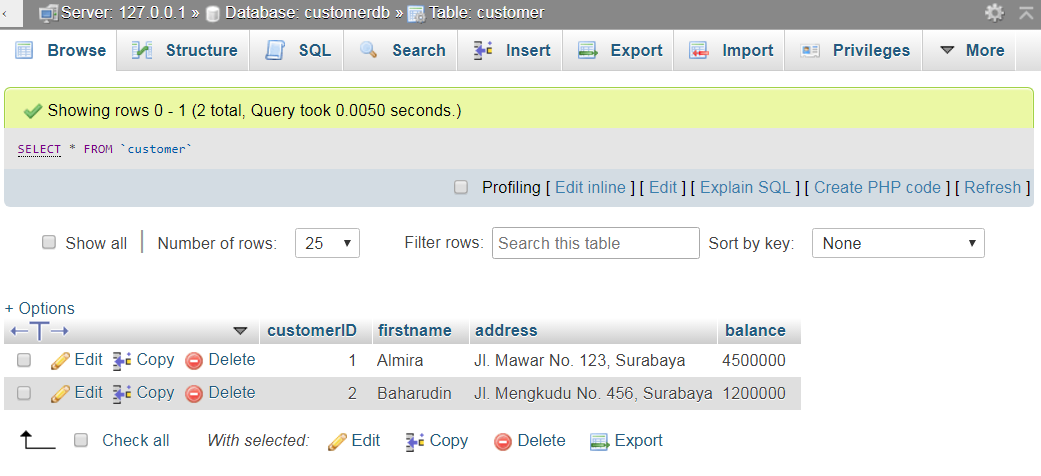 Server: 127.0.0.1 » Database: customerdb » Table: customer
Browse Structure SQL Search Insert Export Import Privileges More
Showing rows 0 - 1 (2 total, Query took 0.0050 seconds.)
SELECT * FROM `customer`
Profiling [ Edit inline ] [ Edit ] [ Explain SQL ] [ Create PHP code ] [ Refresh ]
Show all | Number of rows: 25 Filter rows: Search this table Sort by key: None
+ Options
←T→ customerID firstname address balance
Edit Copy Delete 1 Almira Jl. Mawar No. 123, Surabaya 4500000
Edit Copy Delete 2 Baharudin Jl. Mengkudu No. 456, Surabaya 1200000
Check all With selected: Edit Copy Delete Export